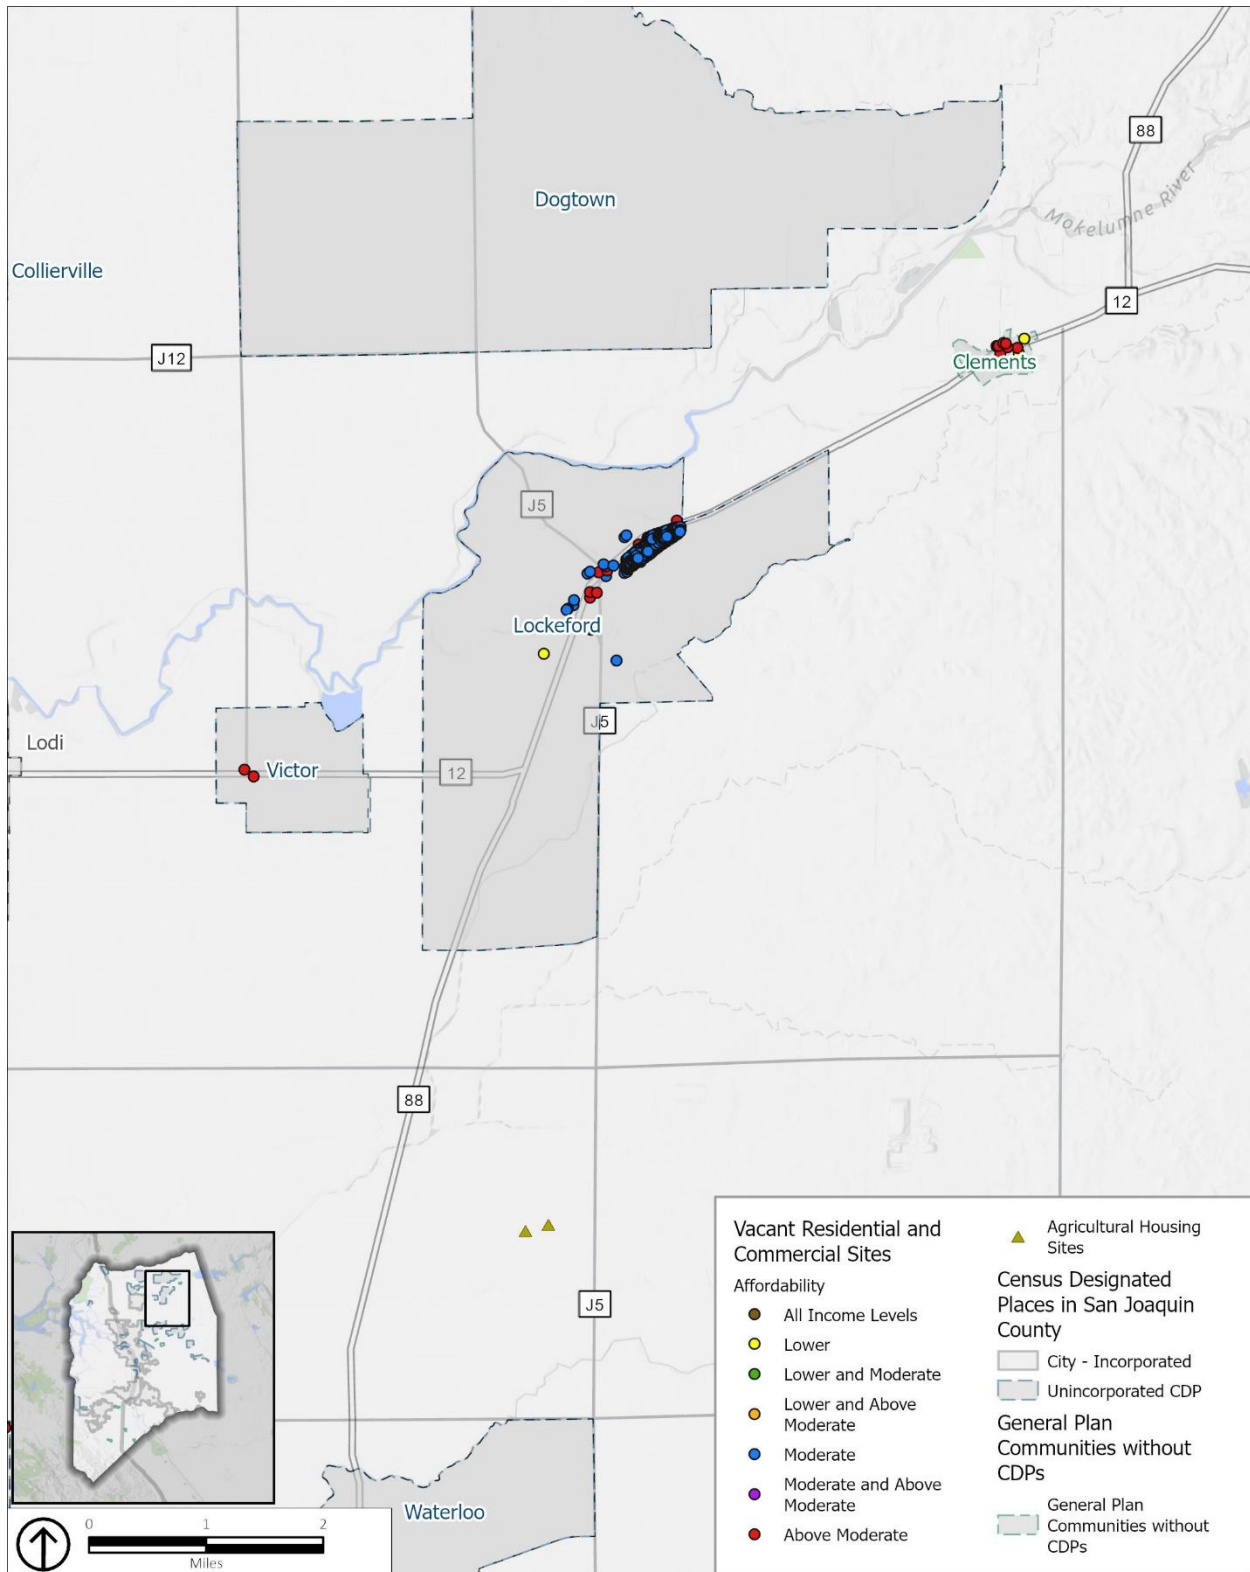 88
Dogtown
Mokelumne River
Collierville
12
J12
Clements
J5
Lockeford
J5
Lodi
Victor
12
88
J5
Waterloo
0 1 2
Miles
Vacant Residential and
Commercial Sites
Affordability
All Income Levels
Lower
Lower and Moderate
Lower and Above
Moderate
Moderate
Moderate and Above
Moderate
Above Moderate
Agricultural Housing
Sites
Census Designated
Places in San Joaquin
County
City - Incorporated
Unincorporated CDP
General Plan
Communities without
CDPs
General Plan
Communities without
CDPs